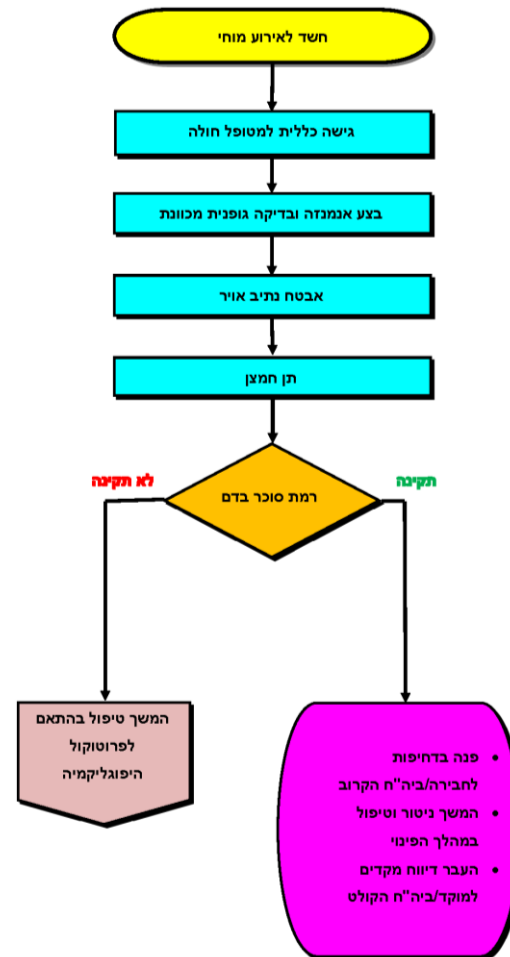 חשד לאירוע מוחי
גישה כללית למטופל חולה
בצע אנמנזה ובדיקה גופנית מכוונת
אבטח נתיב אויר
תן חמצן
רמת סוכר בדם
תקינה
לא תקינה
• פנה בדחיפות
לחבירה/ביה"ח הקרוב
• המשך ניטור וטיפול
במהלך הפינוי
• העבר דיווח מקדים
למוקד/ביה"ח הקולט
המשך טיפול בהתאם
לפרוטוקול
היפוגליקמיה